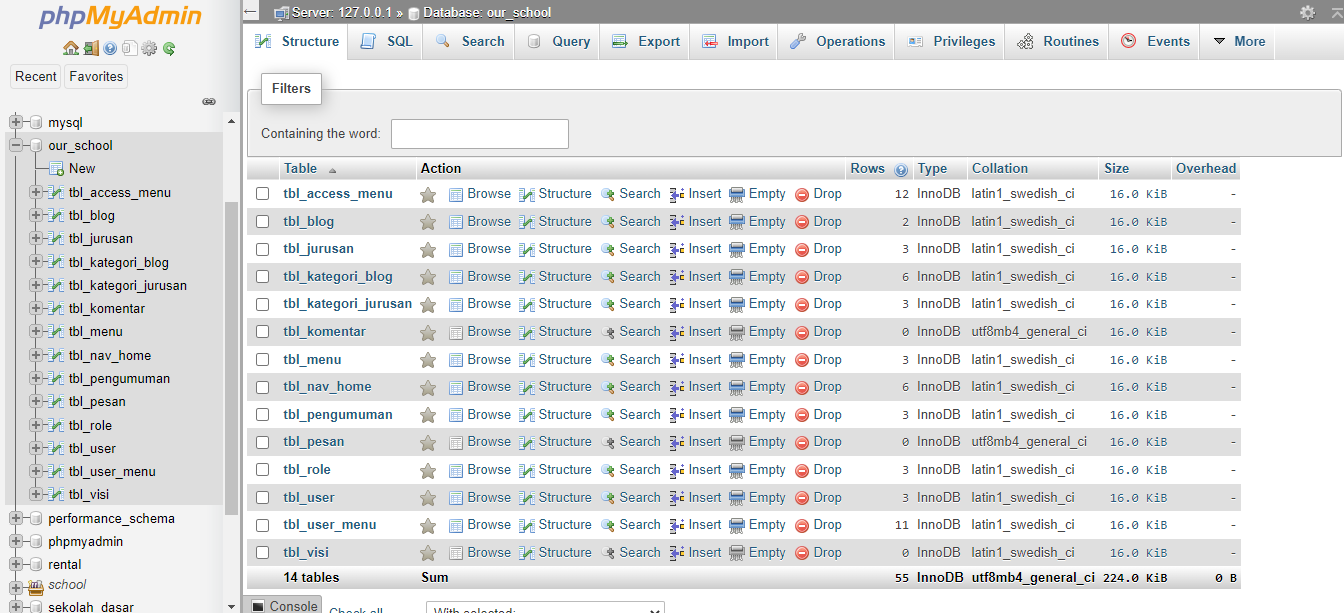 phpMyAdmin
Recent Favorites
mysql
our_school
New
tbl_access_menu
tbl_blog
tbl_jurusan
tbl_kategori_blog
tbl_kategori_jurusan
tbl_komentar
tbl_menu
tbl_nav_home
tbl_pengumuman
tbl_pesan
tbl_role
tbl_user
tbl_user_menu
tbl_visi
performance_schema
phpmyadmin
rental
school
sekolah_dasar
Server: 127.0.0.1 » Database: our_school
Structure SQL Search Query Export Import Operations Privileges Routines Events More
Filters
Containing the word:
Table Action Rows Type Collation Size Overhead
tbl_access_menu Browse Structure Search Insert Empty Drop 12 InnoDB latin1_swedish_ci 16.0 KiB -
tbl_blog Browse Structure Search Insert Empty Drop 2 InnoDB latin1_swedish_ci 16.0 KiB -
tbl_jurusan Browse Structure Search Insert Empty Drop 3 InnoDB latin1_swedish_ci 16.0 KiB -
tbl_kategori_blog Browse Structure Search Insert Empty Drop 6 InnoDB latin1_swedish_ci 16.0 KiB -
tbl_kategori_jurusan Browse Structure Search Insert Empty Drop 3 InnoDB latin1_swedish_ci 16.0 KiB -
tbl_komentar Browse Structure Search Insert Empty Drop 0 InnoDB utf8mb4_general_ci 16.0 KiB -
tbl_menu Browse Structure Search Insert Empty Drop 3 InnoDB latin1_swedish_ci 16.0 KiB -
tbl_nav_home Browse Structure Search Insert Empty Drop 6 InnoDB latin1_swedish_ci 16.0 KiB -
tbl_pengumuman Browse Structure Search Insert Empty Drop 3 InnoDB latin1_swedish_ci 16.0 KiB -
tbl_pesan Browse Structure Search Insert Empty Drop 0 InnoDB utf8mb4_general_ci 16.0 KiB -
tbl_role Browse Structure Search Insert Empty Drop 3 InnoDB latin1_swedish_ci 16.0 KiB -
tbl_user Browse Structure Search Insert Empty Drop 3 InnoDB latin1_swedish_ci 16.0 KiB -
tbl_user_menu Browse Structure Search Insert Empty Drop 11 InnoDB latin1_swedish_ci 16.0 KiB -
tbl_visi Browse Structure Search Insert Empty Drop 0 InnoDB latin1_swedish_ci 16.0 KiB -
14 tables Sum 55 InnoDB utf8mb4_general_ci 224.0 KiB 0 B
Console Check all With selected: